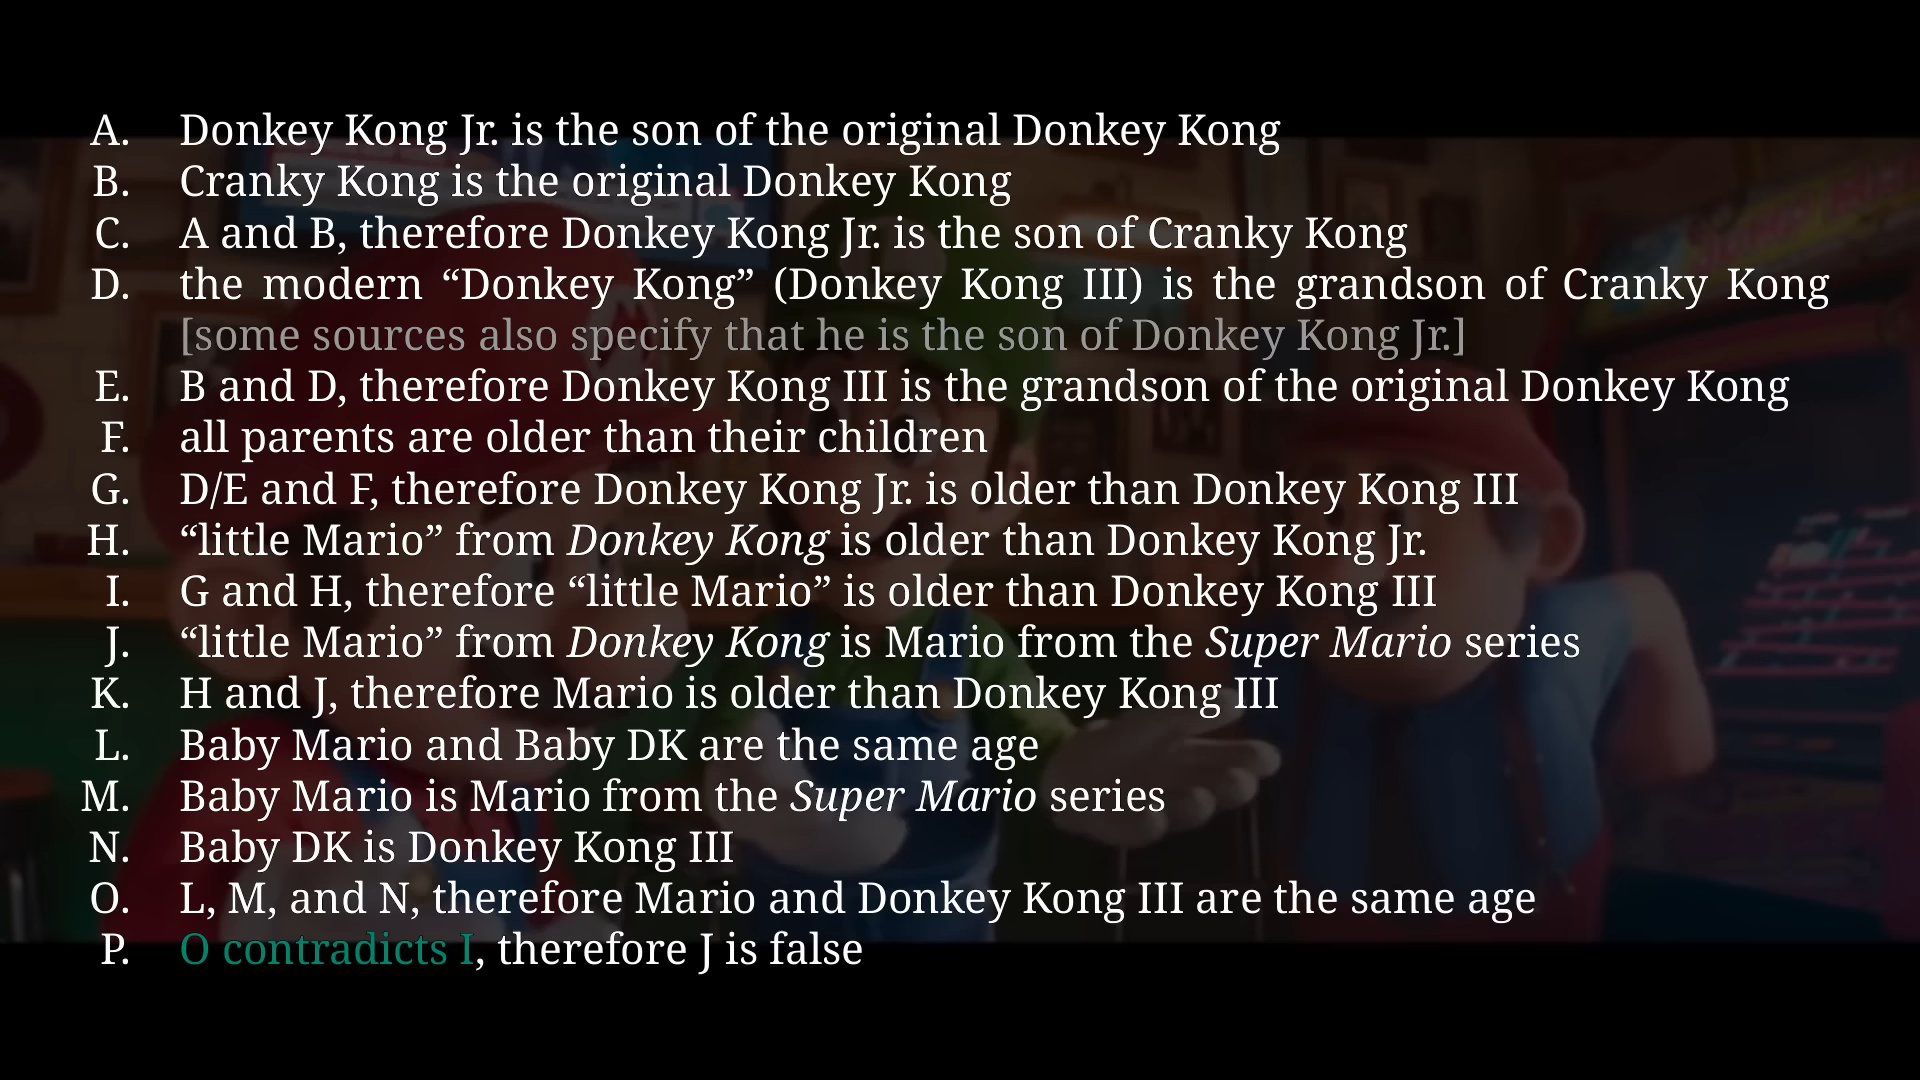 A. Donkey Kong Jr. is the son of the original Donkey Kong
B. Cranky Kong is the original Donkey Kong
C. A and B, therefore Donkey Kong Jr. is the son of Cranky Kong
D. the modern “Donkey Kong” (Donkey Kong III) is the grandson of Cranky Kong
[some sources also specify that he is the son of Donkey Kong Jr.]
E. B and D, therefore Donkey Kong III is the grandson of the original Donkey Kong
F. all parents are older than their children
G. D/E and F, therefore Donkey Kong Jr. is older than Donkey Kong III
H. “little Mario” from Donkey Kong is older than Donkey Kong Jr.
I. G and H, therefore “little Mario” is older than Donkey Kong III
J. “little Mario” from Donkey Kong is Mario from the Super Mario series
K. H and J, therefore Mario is older than Donkey Kong III
L. Baby Mario and Baby DK are the same age
M. Baby Mario is Mario from the Super Mario series
N. Baby DK is Donkey Kong III
O. L, M, and N, therefore Mario and Donkey Kong III are the same age
P. O contradicts I, therefore J is false